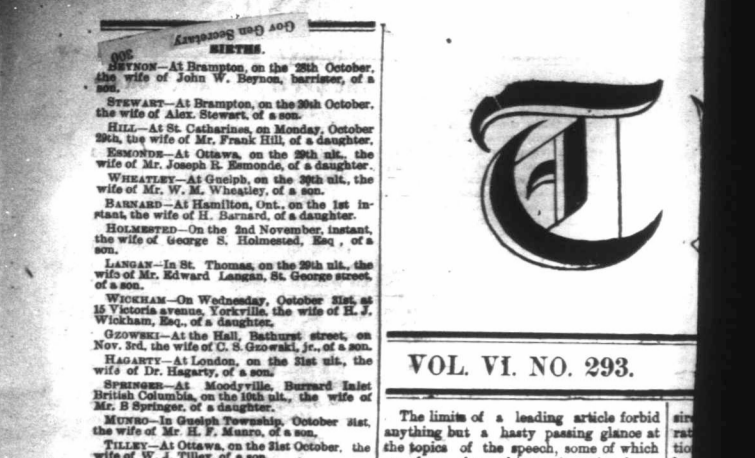 Gov Gen Secretary
300
BIRTHS.
BEYNON—At Brampton, on the 28th October,
the wife of John W. Beynon, barrister, of a
son.
STEWART—At Brampton, on the 30th October,
the wife of Alex. Stewart, of a son.
HILL—At St. Catharines, on Monday, October
29th, the wife of Mr. Frank Hill, of a daughter.
ESMONDE—At Ottawa, on the 29th ult., the
wife of Mr. Joseph R. Esmonde, of a daughter.
WHEATLEY—At Guelph, on the 30th ult., the
wife of Mr. W. M. Wheatley, of a son.
BARNARD—At Hamilton, Ont., on the 1st in-
stant, the wife of H. Barnard, of a daughter.
HOLMESTED—On the 2nd November, instant,
the wife of George S. Holmested, Esq., of a
son.
LANGAN—In St. Thomas, on the 29th ult., the
wife of Mr. Edward Langan, St. George street,
of a son.
WICKHAM—On Wednesday, October 31st, at
15 Victoria avenue, Yorkville, the wife of H. J.
Wickham, Esq., of a daughter.
GZOWSKI—At the Hall, Bathurst street, on
Nov. 3rd, the wife of C. S. Gzowski, jr., of a son.
HAGARTY—At London, on the 31st ult., the
wife of Dr. Hagarty, of a son.
SPRINGER—At Moodyville, Burrard Inlet
British Columbia, on the 10th ult., the wife of
Mr. B Springer, of a daughter.
MUNRO—In Guelph Township, October 31st,
the wife of Mr. H. F. Munro, of a son.
TILLEY—At Ottawa, on the 31st October, the
wife of W. J. Tilley, of a son.
T
VOL. VI. NO. 293.
The limits of a leading article forbid
anything but a hasty passing glance at
the topics of the speech, some of which
sin
rat
tio